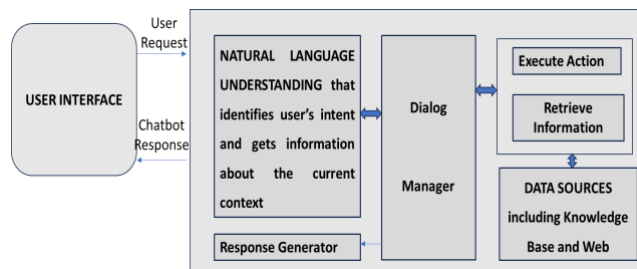 User
Request
USER INTERFACE
Chatbot
Response
NATURAL LANGUAGE
UNDERSTANDING that
identifies user's intent
and gets information
about the current
context
Response Generator
Dialog
Manager
Execute Action
Retrieve
Information
DATA SOURCES
including Knowledge
Base and Web